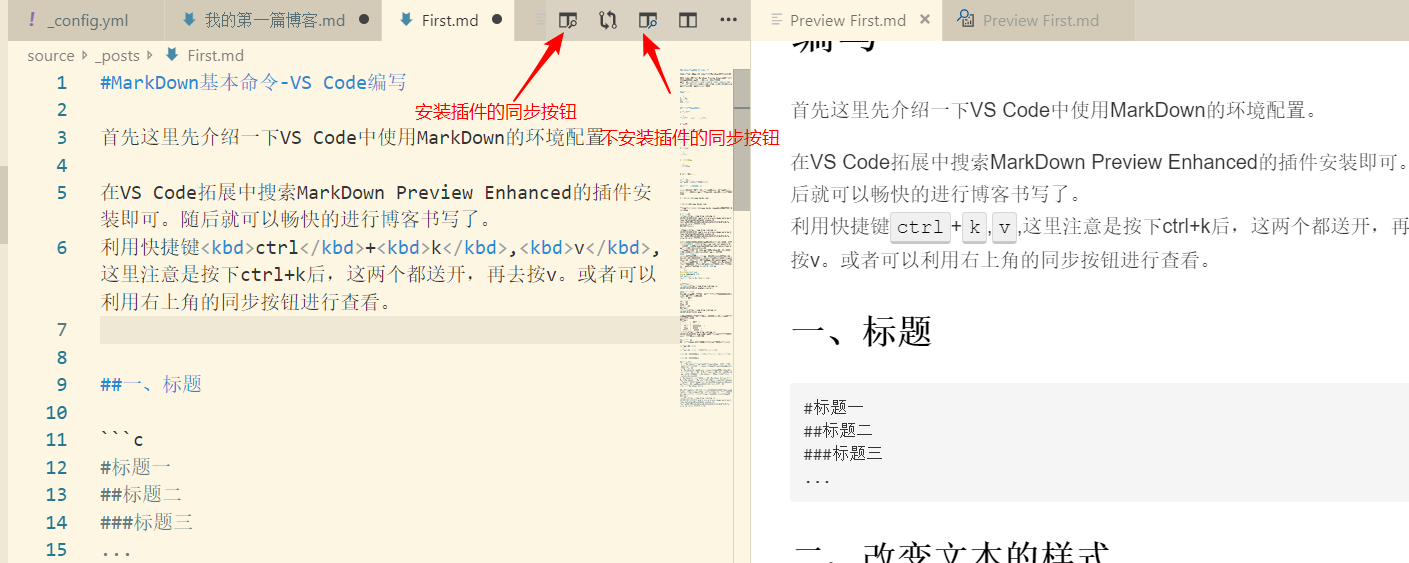 ! _config.yml
我的第一篇博客.md
First.md
Preview First.md
Preview First.md
source
_posts
First.md
安装插件的同步按钮
不安装插件的同步按钮
1 #MarkDown基本命令-VS Code编写
2
3 首先这里先介绍一下VS Code中使用MarkDown的环境配置。
4
5 在VS Code拓展中搜索MarkDown Preview Enhanced的插件安
装即可。随后就可以畅快的进行博客书写了。
6 利用快捷键<kbd>ctrl</kbd>+<kbd>k</kbd>,<kbd>v</kbd>,
这里注意是按下ctrl+k后，这两个都送开，再去按v。或者可以
利用右上角的同步按钮进行查看。
7
8
9 ##一、标题
10
11 ```c
12 #标题一
13 ##标题二
14 ###标题三
15 ...
编写
首先这里先介绍一下VS Code中使用MarkDown的环境配置。
在VS Code拓展中搜索MarkDown Preview Enhanced的插件安装即可。
后就可以畅快的进行博客书写了。
利用快捷键ctrl+k,v,这里注意是按下ctrl+k后，这两个都送开，再
按v。或者可以利用右上角的同步按钮进行查看。
一、标题
#标题一
##标题二
###标题三
...
二、改变文本的样式